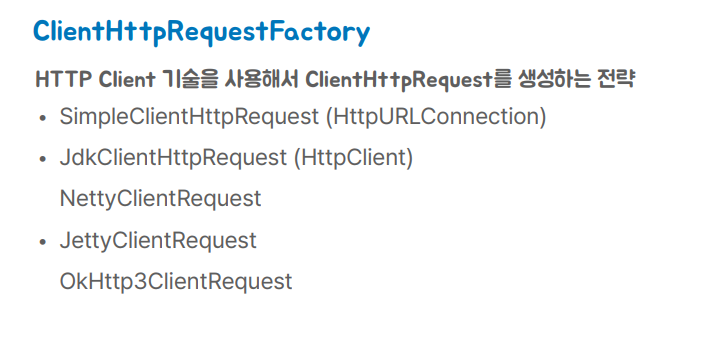 ClientHttpRequestFactory
HTTP Client 기술을 사용해서 ClientHttpRequest를 생성하는 전략
• SimpleClientHttpRequest (HttpURLConnection)
• JdkClientHttpRequest (HttpClient)
NettyClientRequest
• JettyClientRequest
OkHttp3ClientRequest